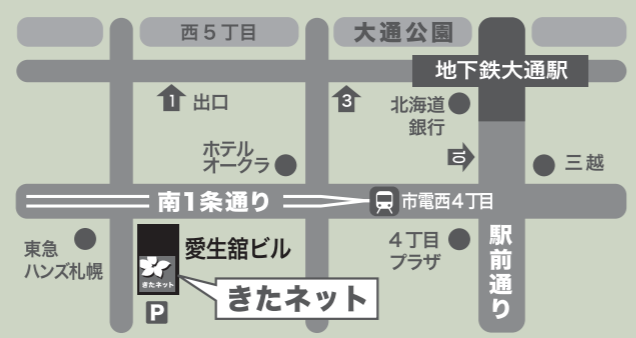 西5丁目
大通公園
地下鉄大通駅
1
出口
3
北海道
銀行
10
ホテル
オークラ
三越
南1条通り
市電西4丁目
東急
ハンズ札幌
きたネット
愛生舘ビル
P
きたネット
4丁目
プラザ
駅前通り